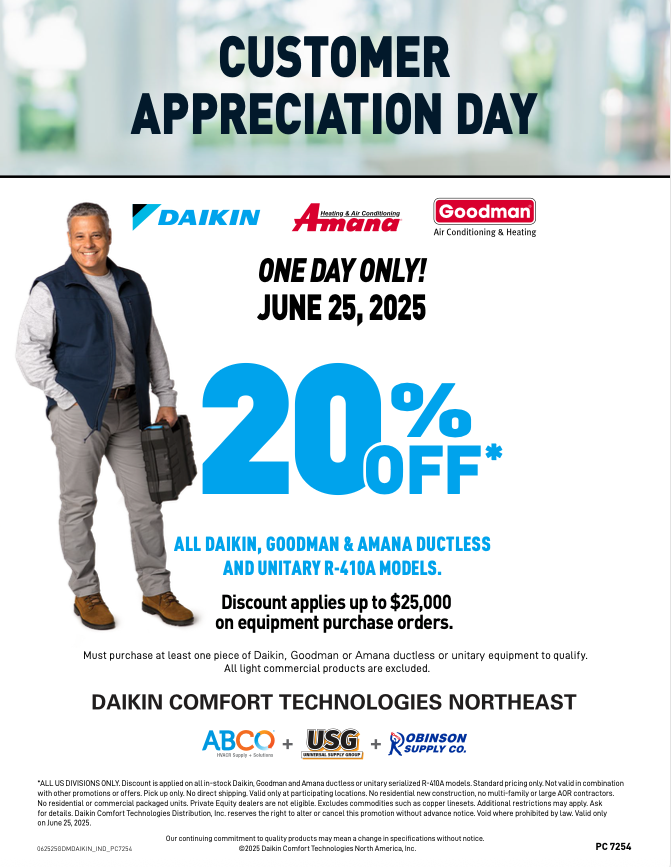 CUSTOMER
APPRECIATION DAY
DAIKIN
Heating & Air Conditioning
Amana
Goodman
Air Conditioning & Heating
ONE DAY ONLY!
JUNE 25, 2025
20% OFF*
ALL DAIKIN, GOODMAN & AMANA DUCTLESS
AND UNITARY R-410A MODELS.
Discount applies up to $25,000
on equipment purchase orders.
Must purchase at least one piece of Daikin, Goodman or Amana ductless or unitary equipment to qualify.
All light commercial products are excluded.
DAIKIN COMFORT TECHNOLOGIES NORTHEAST
ABCO
HVACR Supply + Solutions
+
USG
UNIVERSAL SUPPLY GROUP
+
ROBINSON
SUPPLY CO.
*ALL US DIVISIONS ONLY. Discount is applied on all in-stock Daikin, Goodman and Amana ductless or unitary serialized R-410A models. Standard pricing only. Not valid in combination
with other promotions or offers. Pick up only. No direct shipping. Valid only at participating locations. No residential new construction, no multi-family or large AOR contractors.
No residential or commercial packaged units. Private Equity dealers are not eligible. Excludes commodities such as copper linesets. Additional restrictions may apply. Ask
for details. Daikin Comfort Technologies Distribution, Inc. reserves the right to alter or cancel this promotion without advance notice. Void where prohibited by law. Valid only
on June 25, 2025.
Our continuing commitment to quality products may mean a change in specifications without notice.
062525GDMDAIKIN_IND_PC7254
©2025 Daikin Comfort Technologies North America, Inc.
PC 7254